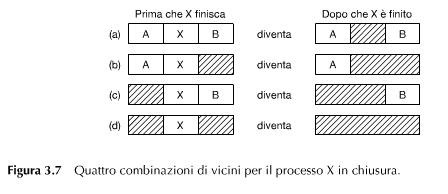 Prima che X finisca Dopo che X è finito
(a) A X B diventa A B
(b) A X diventa A
(c) X B diventa B
(d) X diventa
Figura 3.7 Quattro combinazioni di vicini per il processo X in chiusura.